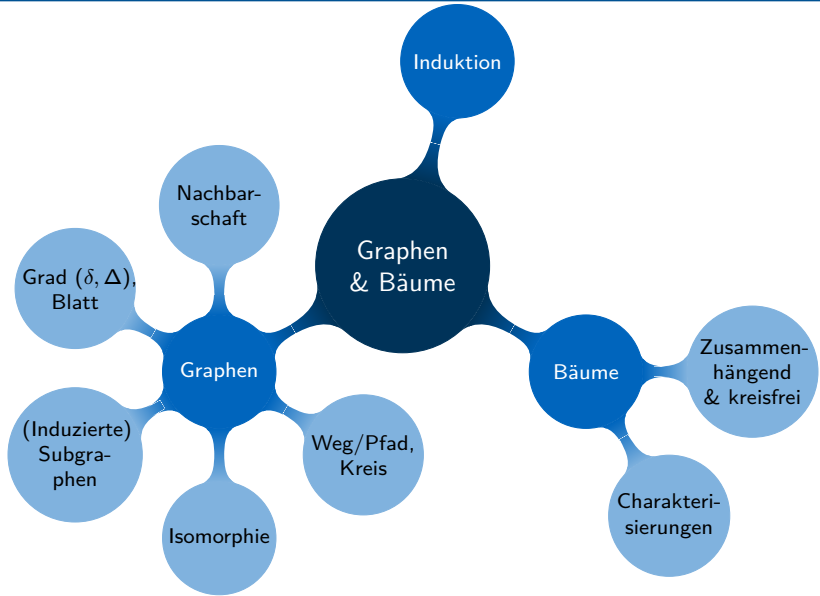 Induktion
Nachbar-
schaft
Graphen
& Bäume
Grad (δ, Δ),
Blatt
Graphen
Bäume
Zusammen-
hängend
& kreisfrei
(Induzierte)
Subgra-
phen
Weg/Pfad,
Kreis
Isomorphie
Charakteri-
sierungen